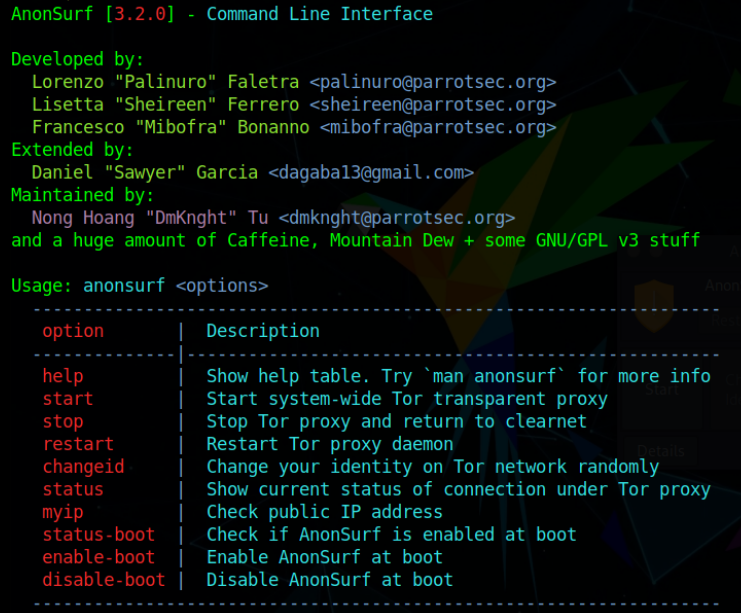 AnonSurf [3.2.0] - Command Line Interface
Developed by:
Lorenzo "Palinuro" Faletra <palinuro@parrotsec.org>
Lisetta "Sheireen" Ferrero <sheireen@parrotsec.org>
Francesco "Mibofra" Bonanno <mibofra@parrotsec.org>
Extended by:
Daniel "Sawyer" Garcia <dagaba13@gmail.com>
Maintained by:
Nong Hoang "DmKnght" Tu <dmknght@parrotsec.org>
and a huge amount of Caffeine, Mountain Dew + some GNU/GPL v3 stuff
Usage: anonsurf <options>
-------------------------------------------------------------------
option | Description
--------------|----------------------------------------------------
help | Show help table. Try `man anonsurf` for more info
start | Start system-wide Tor transparent proxy
stop | Stop Tor proxy and return to clearnet
restart | Restart Tor proxy daemon
changeid | Change your identity on Tor network randomly
status | Show current status of connection under Tor proxy
myip | Check public IP address
status-boot | Check if AnonSurf is enabled at boot
enable-boot | Enable AnonSurf at boot
disable-boot | Disable AnonSurf at boot
-------------------------------------------------------------------
Start
Details